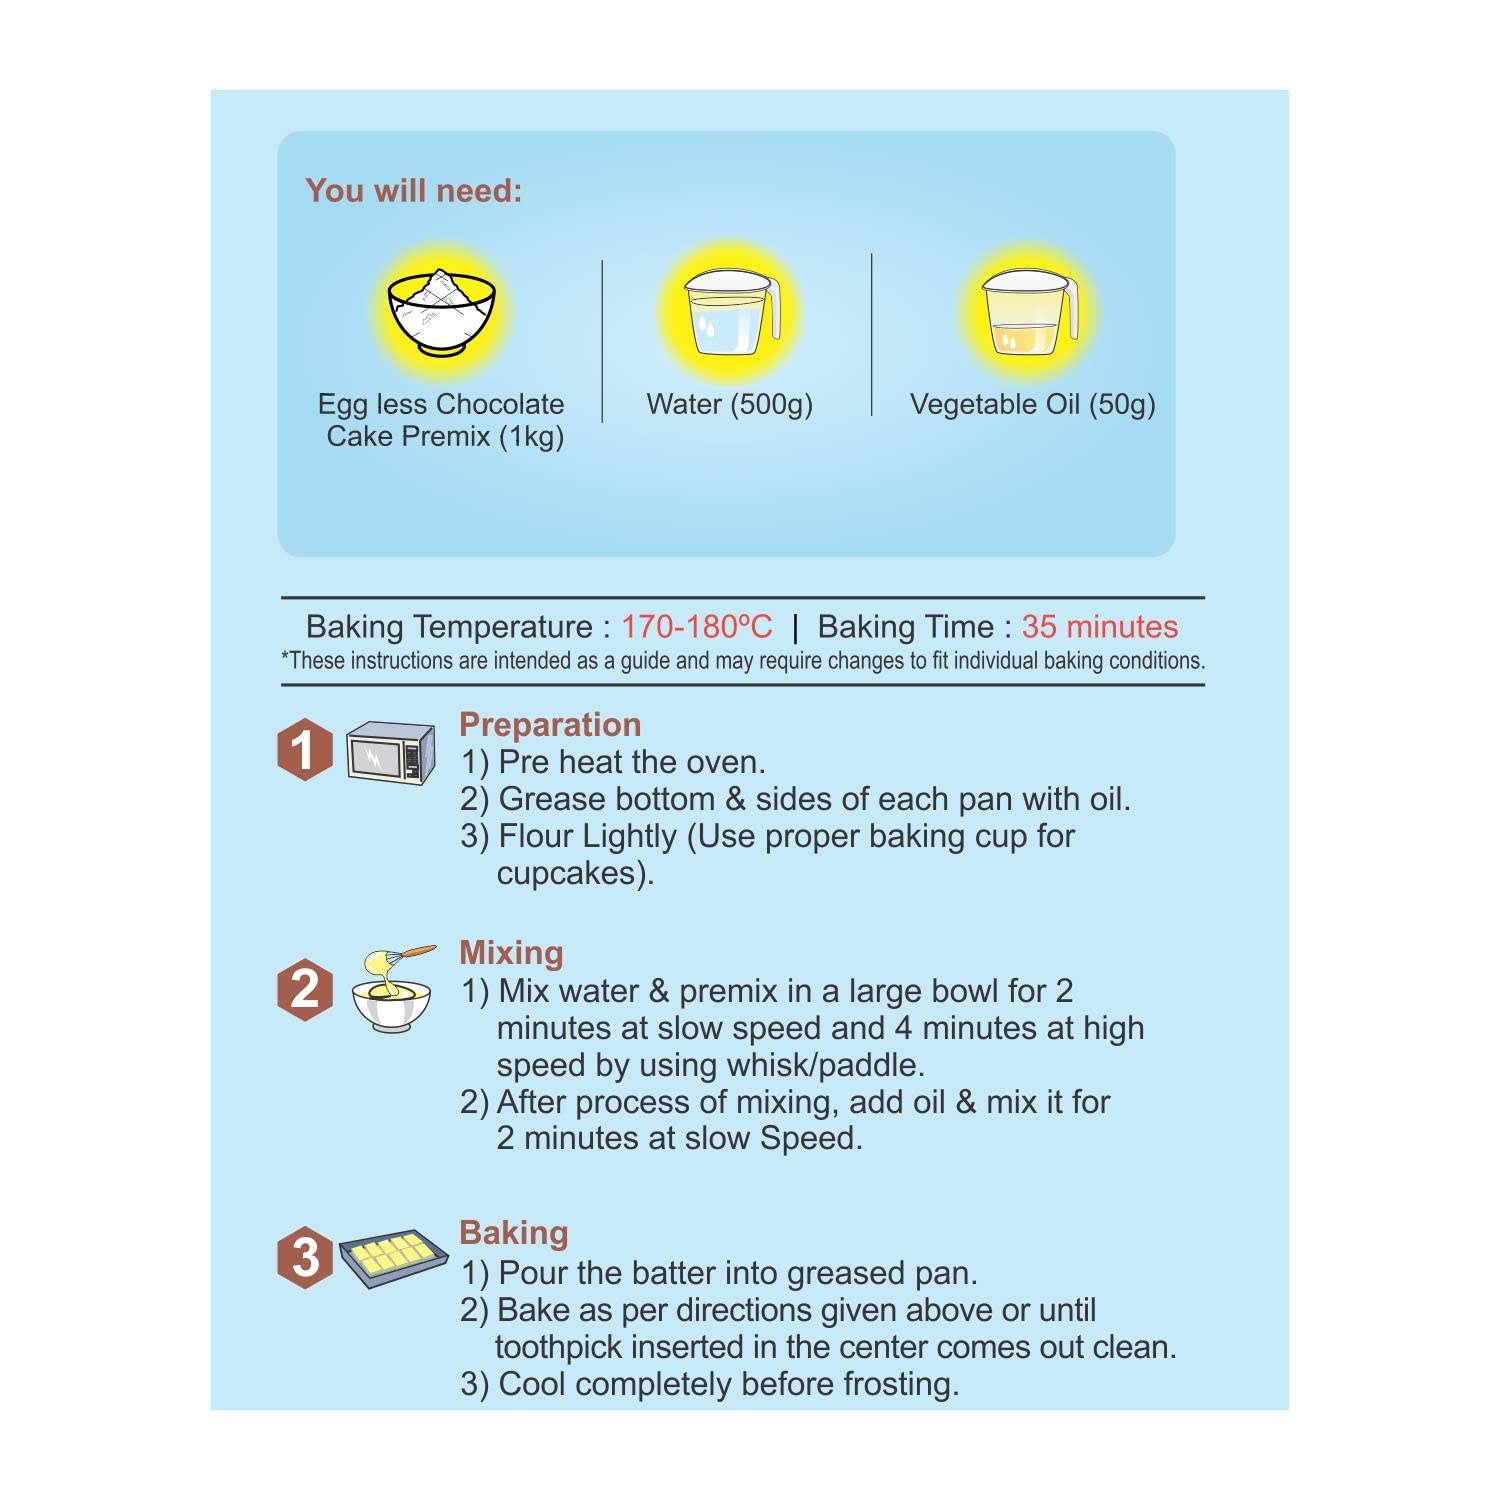 You will need:
Egg less Chocolate
Cake Premix (1kg)
Water (500g)
Vegetable Oil (50g)
Baking Temperature : 170-180ºC | Baking Time : 35 minutes
*These instructions are intended as a guide and may require changes to fit individual baking conditions.
1
Preparation
1) Pre heat the oven.
2) Grease bottom & sides of each pan with oil.
3) Flour Lightly (Use proper baking cup for
cupcakes).
2
Mixing
1) Mix water & premix in a large bowl for 2
minutes at slow speed and 4 minutes at high
speed by using whisk/paddle.
2) After process of mixing, add oil & mix it for
2 minutes at slow Speed.
3
Baking
1) Pour the batter into greased pan.
2) Bake as per directions given above or until
toothpick inserted in the center comes out clean.
3) Cool completely before frosting.